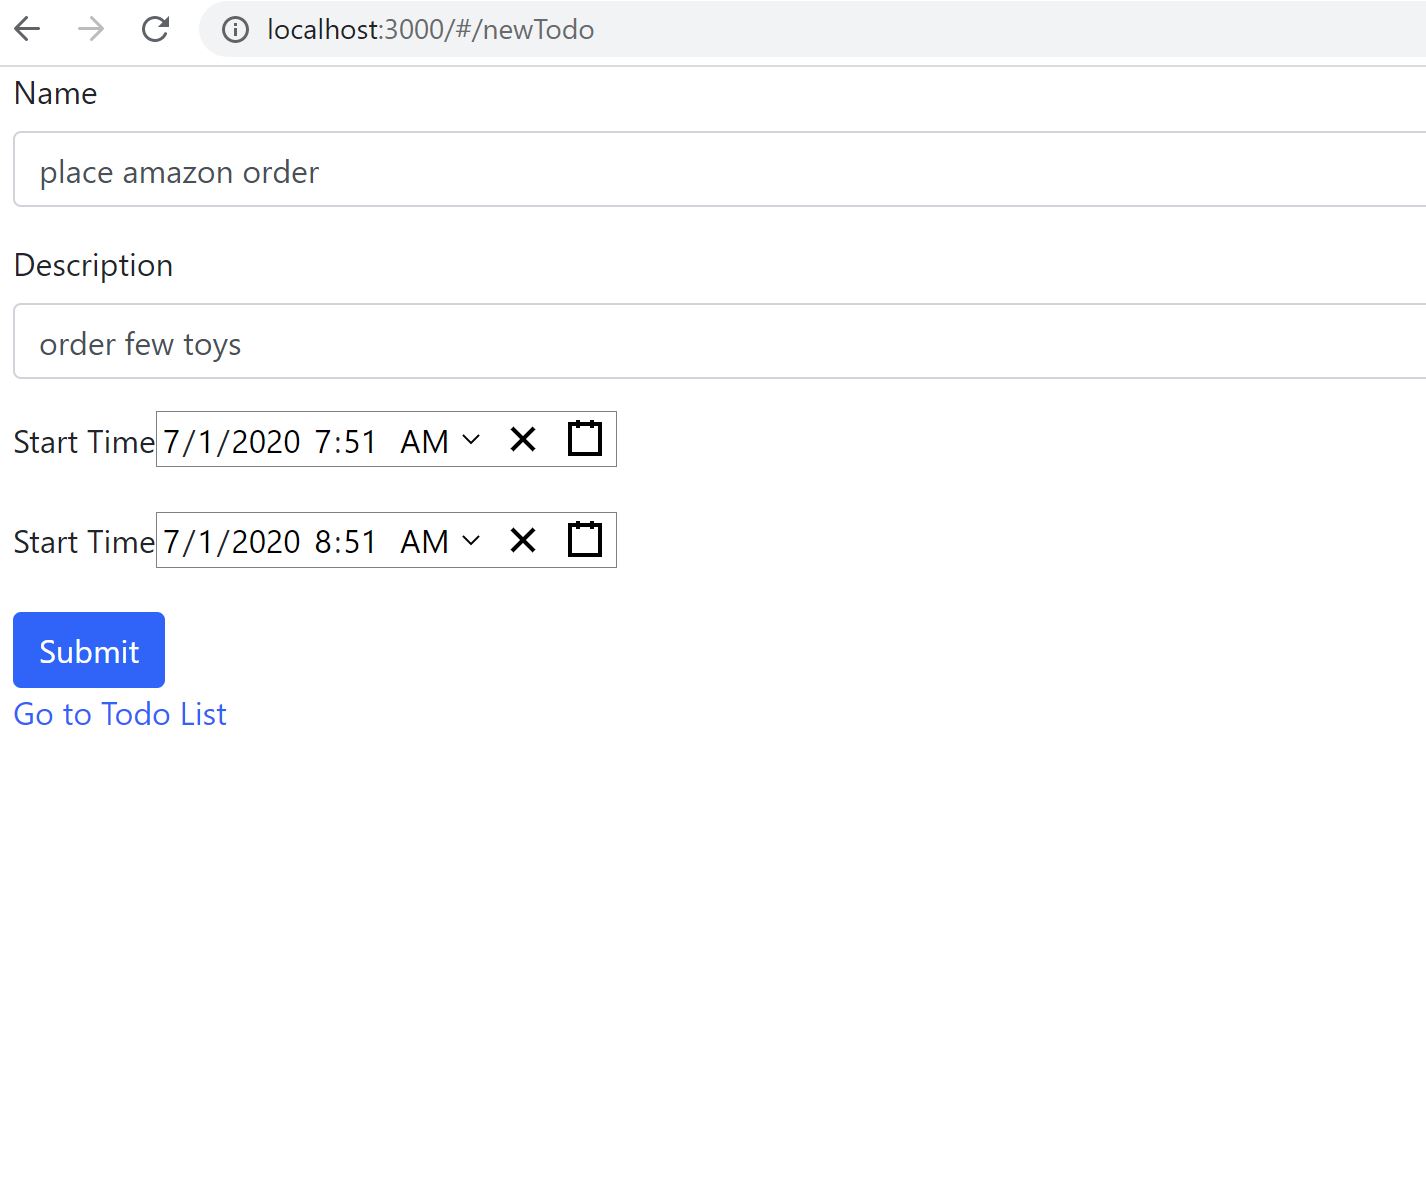 localhost:3000/#/newTodo
Name
place amazon order
Description
order few toys
Start Time 7/1/2020 7:51 AM
Start Time 7/1/2020 8:51 AM
Submit
Go to Todo List